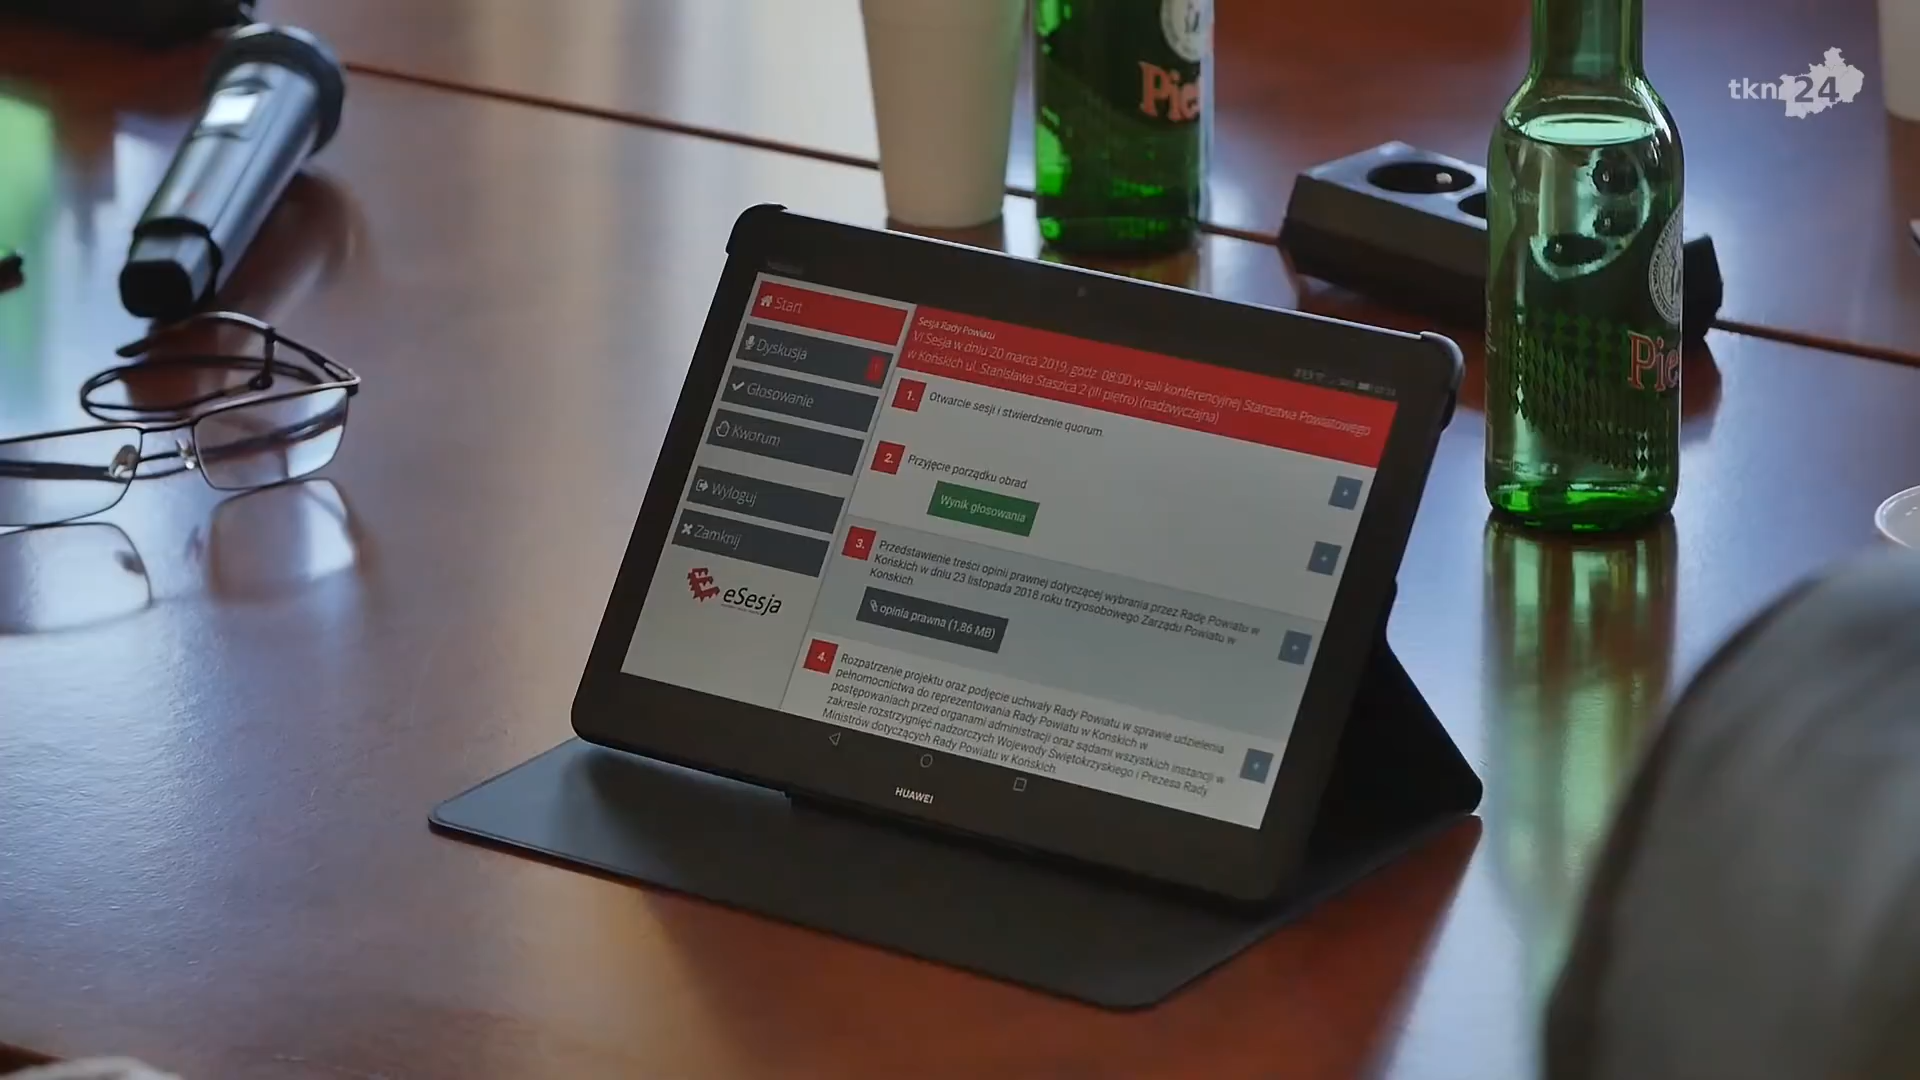 tkn24
Pie
Pie
Start
Dyskusja
Głosowanie
Kworum
Wyloguj
Zamknij
eSesja
Sesja Rady Powiatu
VI Sesja w dniu 20 marca 2019, godz. 08:00 w sali konferencyjnej Starostwa Powiatowego
w Końskich ul. Stanisława Staszica 2 (III piętro) (nadzwyczajna)
1. Otwarcie sesji i stwierdzenie quorum.
2. Przyjęcie porządku obrad
Wynik głosowania
3. Przedstawienie treści opinii prawnej dotyczącej wybrania przez Radę Powiatu w
Końskich w dniu 23 listopada 2018 roku trzyosobowego Zarządu Powiatu w
Końskich.
opinia prawna (1,86 MB)
4. Rozpatrzenie projektu oraz podjęcie uchwały Rady Powiatu w sprawie udzielenia
pełnomocnictwa do reprezentowania Rady Powiatu w Końskich w
postępowaniach przed organami administracji oraz sądami wszystkich instancji w
zakresie rozstrzygnięć nadzorczych Wojewody Świętokrzyskiego i Prezesa Rady
Ministrów dotyczących Rady Powiatu w Końskich.
HUAWEI